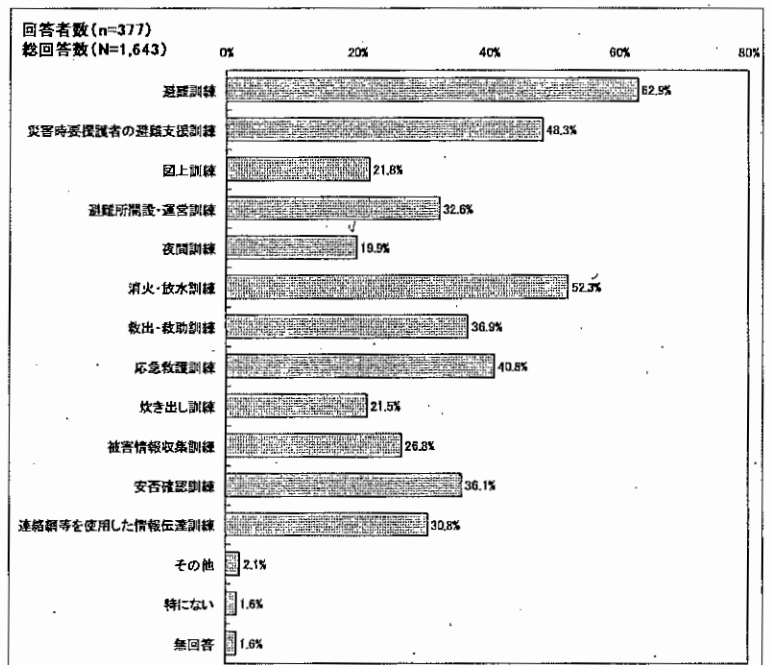 回答者数(n=377)
総回答数(N=1,643)
0% 20% 40% 60% 80%
避難訓練 62.9%
災害時要援護者の避難支援訓練 48.3%
図上訓練 21.8%
避難所開設・運営訓練 32.6%
夜間訓練 19.9%
消火・放水訓練 52.3%
救出・救助訓練 36.9%
応急救護訓練 40.8%
炊き出し訓練 21.5%
被害情報収集訓練 26.8%
安否確認訓練 36.1%
連絡網等を使用した情報伝達訓練 30.8%
その他 2.1%
特にない 1.6%
無回答 1.6%